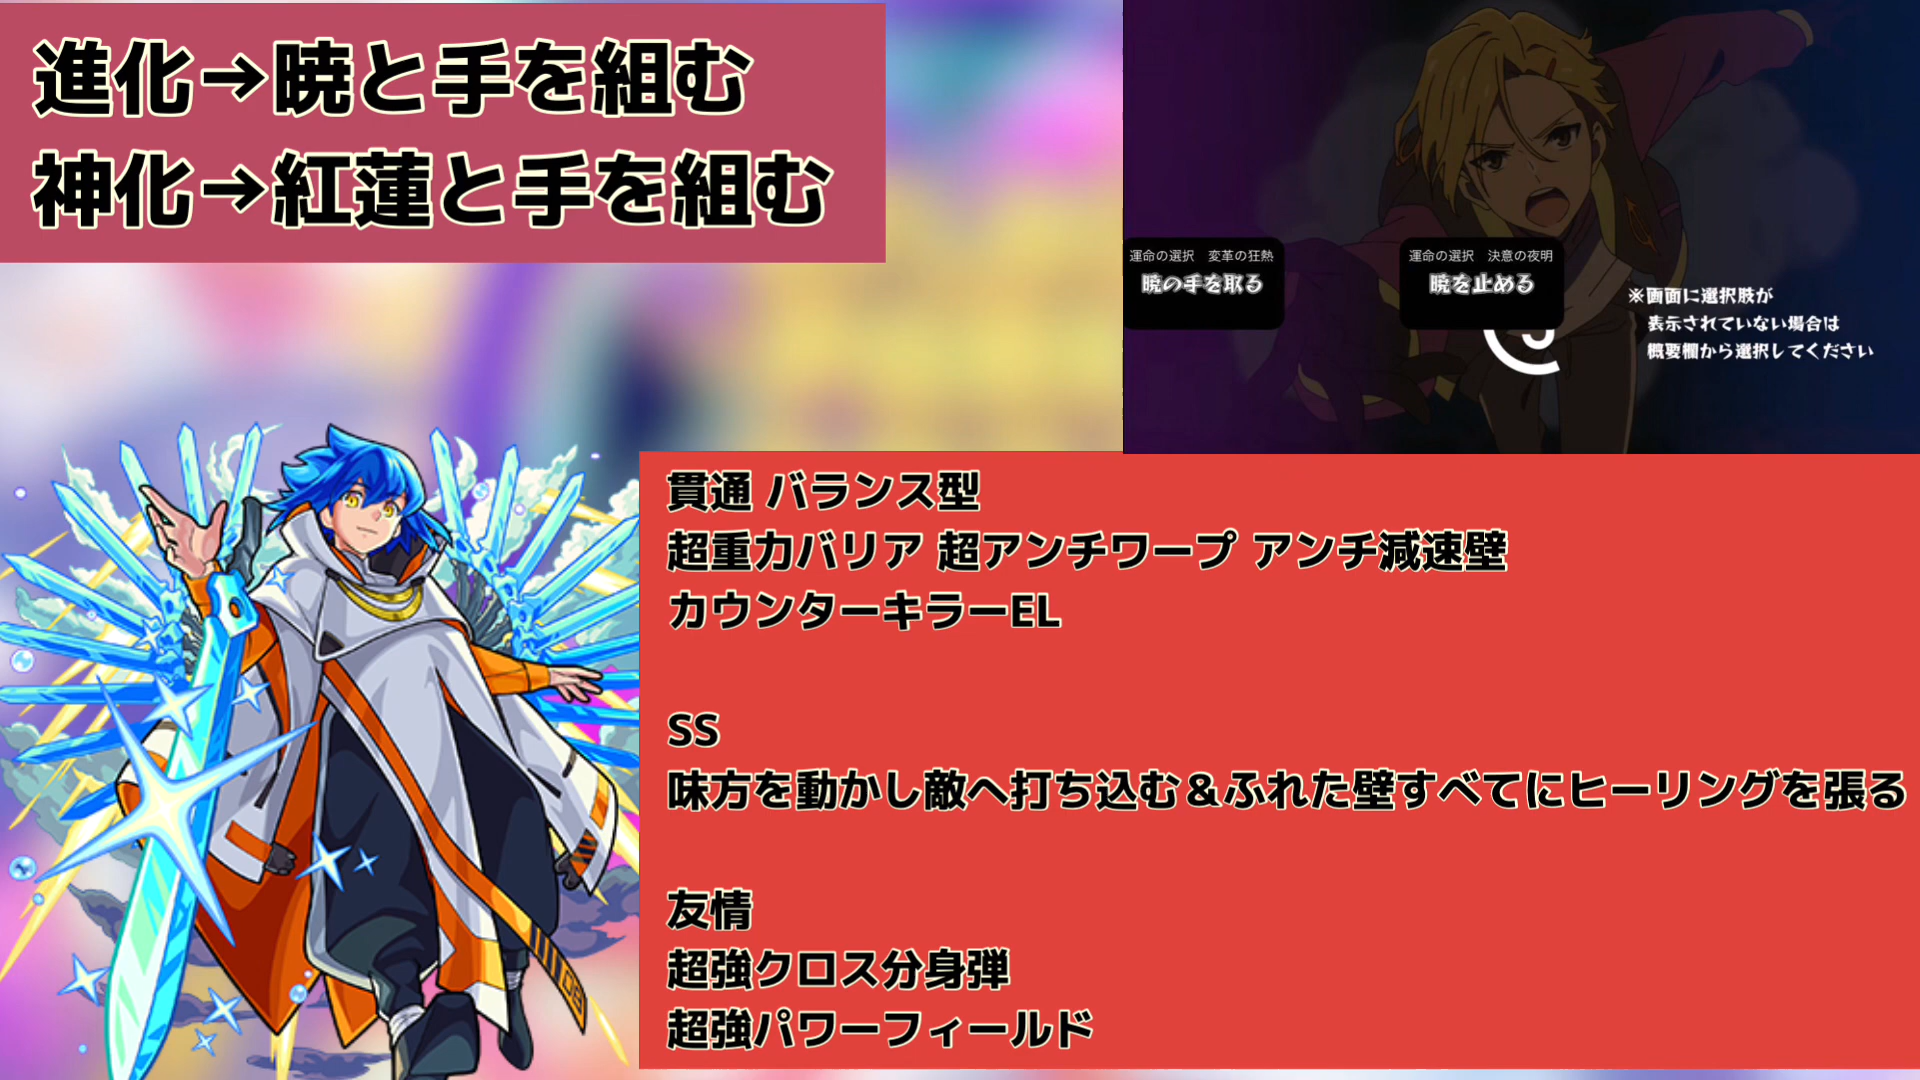 進化→暁と手を組む
神化→紅蓮と手を組む
運命の選択 変革の狂熱
暁の手を取る
運命の選択 決意の夜明
暁を止める
※画面に選択肢が
表示されていない場合は
概要欄から選択してください
貫通 バランス型
超重力バリア 超アンチワープ アンチ減速壁
カウンターキラーEL
SS
味方を動かし敵へ打ち込む&ふれた壁すべてにヒーリングを張る
友情
超強クロス分身弾
超強パワーフィールド
08